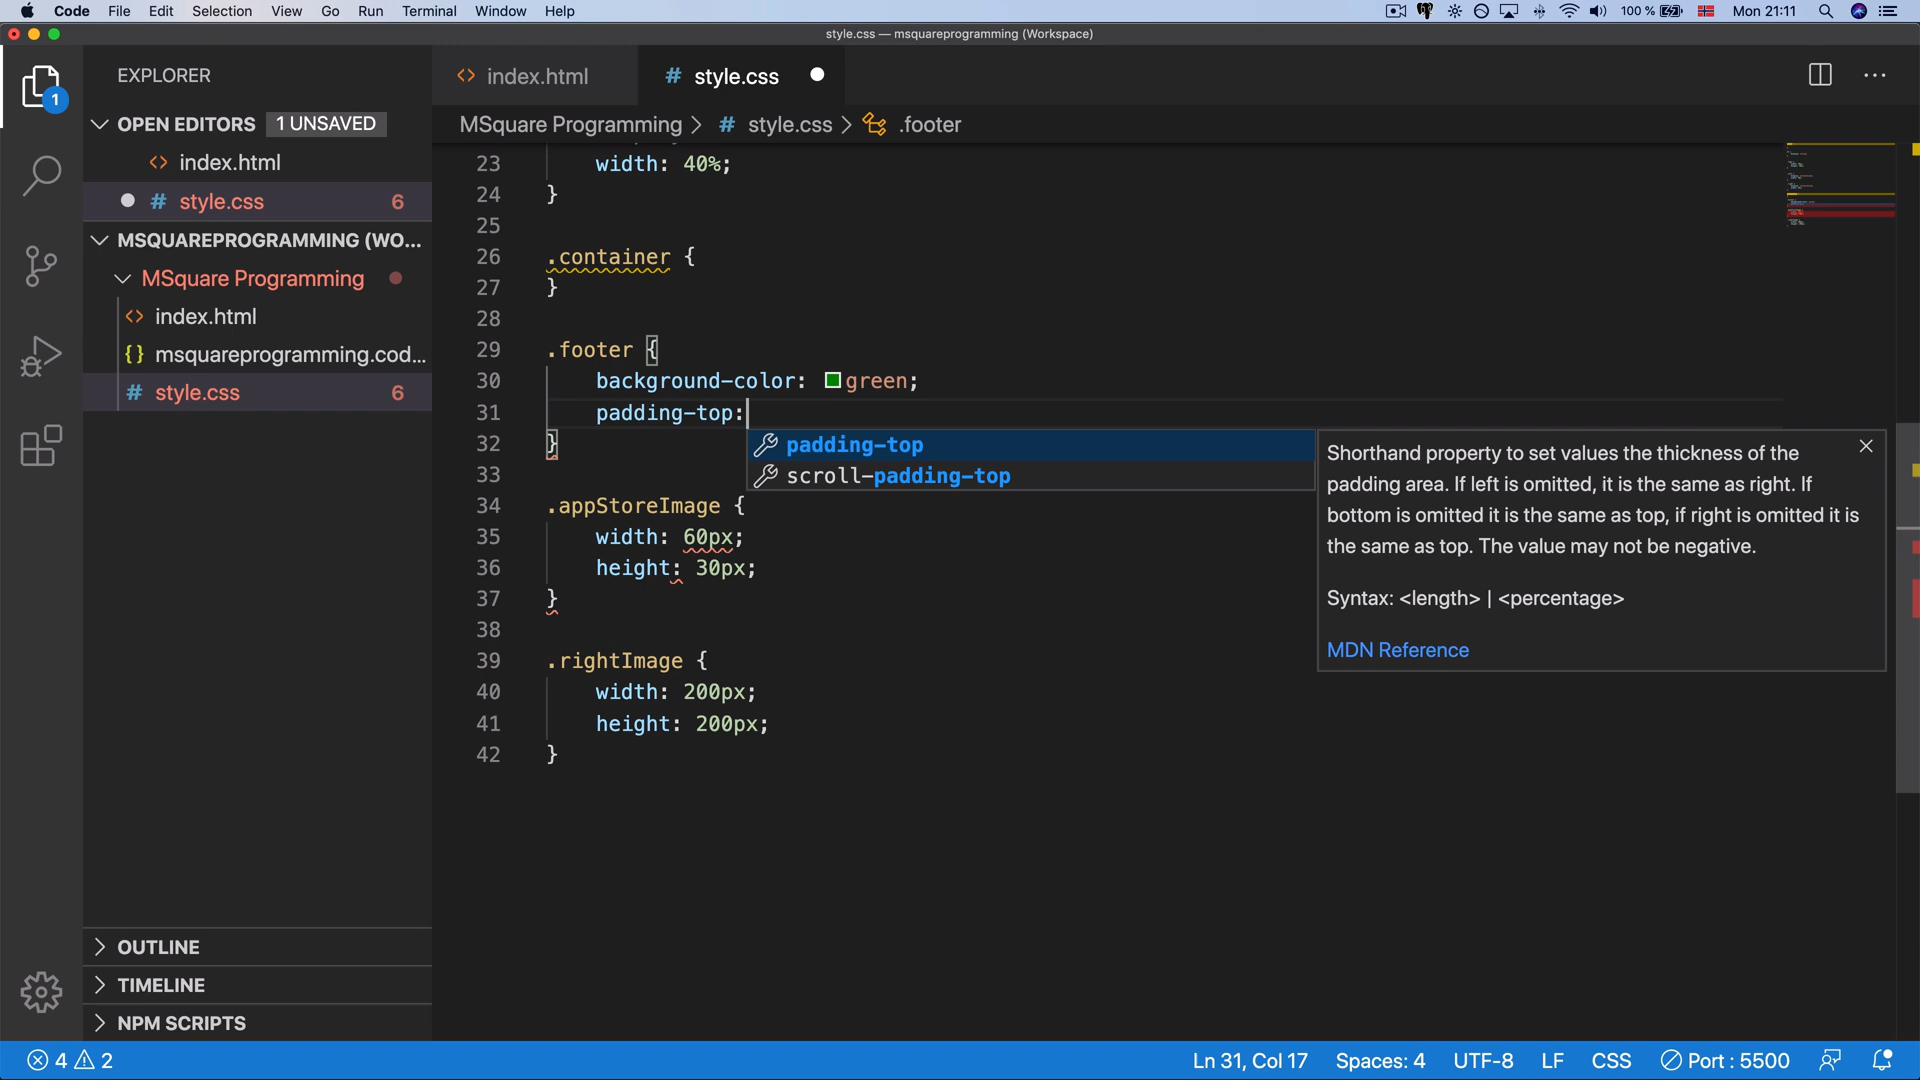 Code File Edit Selection View Go Run Terminal Window Help 100 % Mon 21:11
style.css — msquareprogramming (Workspace)
EXPLORER
1
OPEN EDITORS 1 UNSAVED
<> index.html
# style.css 6
MSQUAREPROGRAMMING (WO...
MSquare Programming
<> index.html
{} msquareprogramming.cod...
# style.css 6
OUTLINE
TIMELINE
NPM SCRIPTS
<> index.html # style.css
MSquare Programming > # style.css > .footer
23 width: 40%;
24 }
25
26 .container {
27 }
28
29 .footer {
30 background-color: green;
31 padding-top:
32 }
33
34 .appStoreImage {
35 width: 60px;
36 height: 30px;
37 }
38
39 .rightImage {
40 width: 200px;
41 height: 200px;
42 }
padding-top
scroll-padding-top
Shorthand property to set values the thickness of the
padding area. If left is omitted, it is the same as right. If
bottom is omitted it is the same as top, if right is omitted it is
the same as top. The value may not be negative.
Syntax: <length> | <percentage>
MDN Reference
4 2 Ln 31, Col 17 Spaces: 4 UTF-8 LF CSS Port : 5500